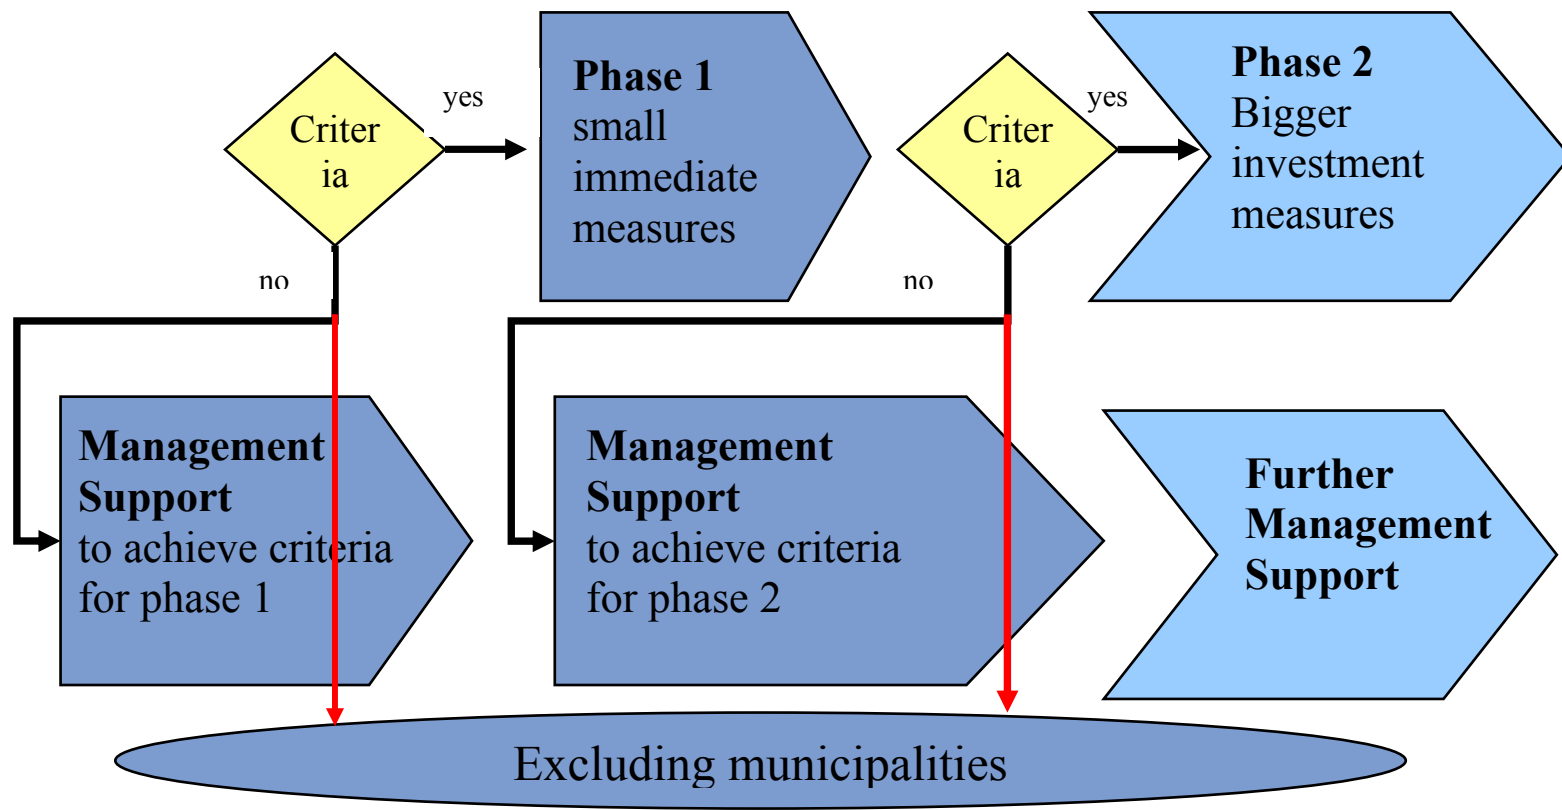 Criter
ia
yes
no
Phase 1
small
immediate
measures
Criter
ia
yes
no
Phase 2
Bigger
investment
measures
Management
Support
to achieve criteria
for phase 1
Management
Support
to achieve criteria
for phase 2
Further
Management
Support
Excluding municipalities